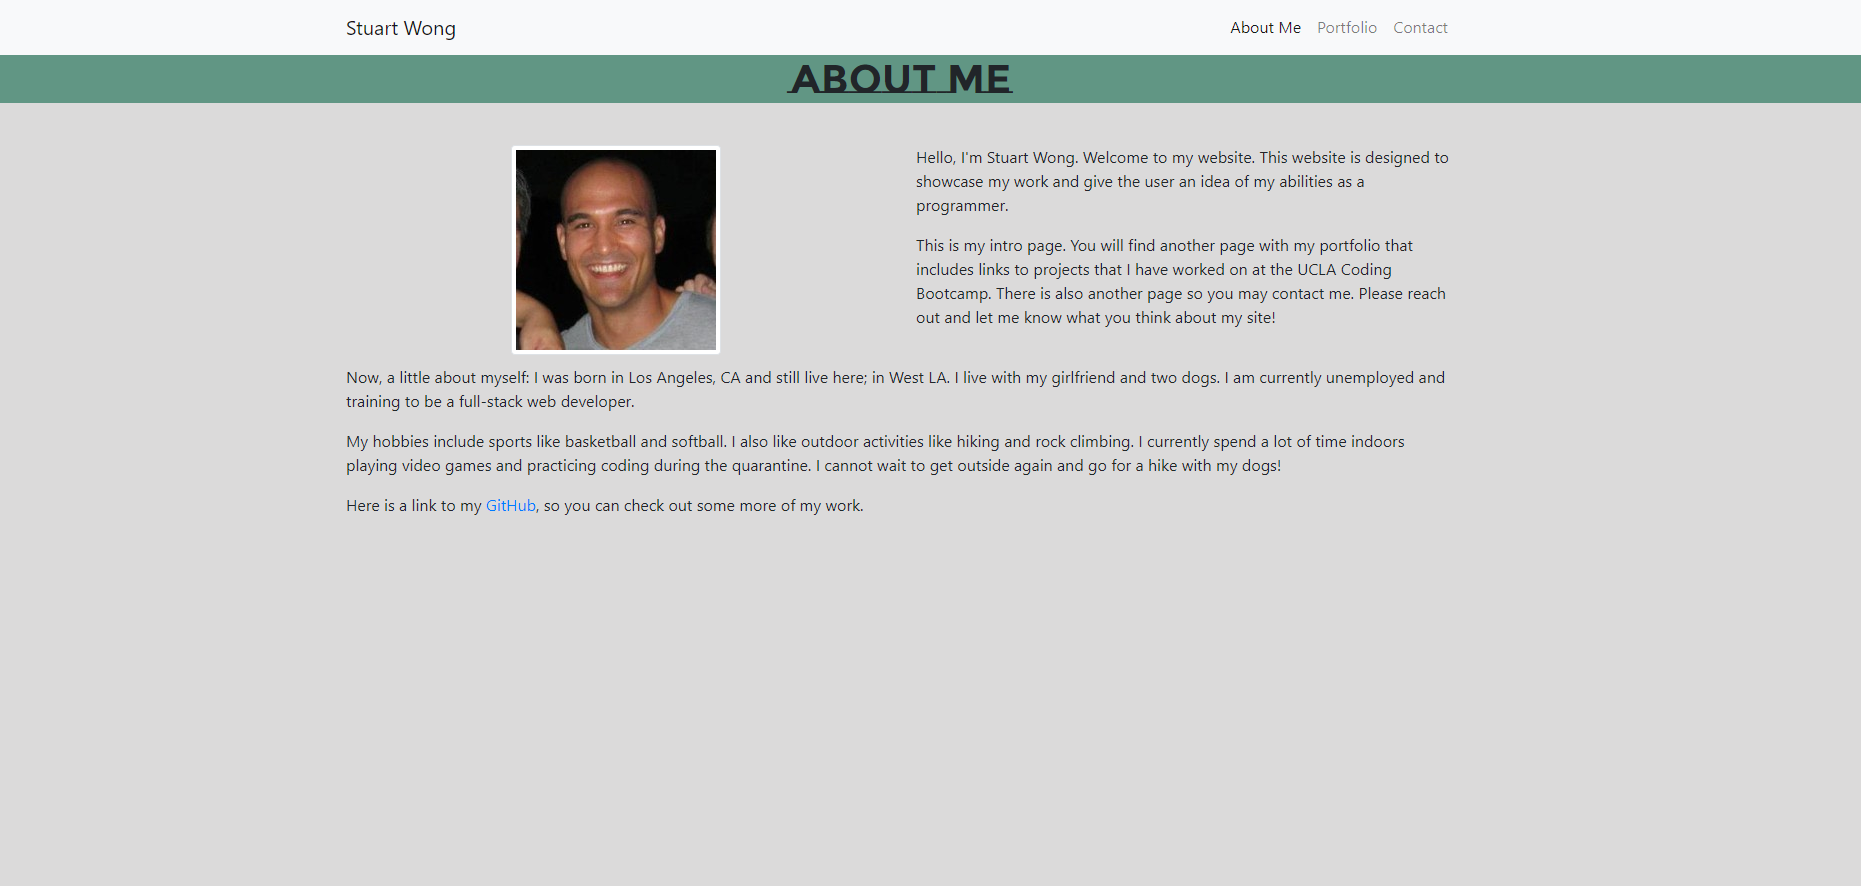 Stuart Wong
About Me Portfolio Contact
ABOUT ME
Hello, I'm Stuart Wong. Welcome to my website. This website is designed to
showcase my work and give the user an idea of my abilities as a
programmer.
This is my intro page. You will find another page with my portfolio that
includes links to projects that I have worked on at the UCLA Coding
Bootcamp. There is also another page so you may contact me. Please reach
out and let me know what you think about my site!
Now, a little about myself: I was born in Los Angeles, CA and still live here; in West LA. I live with my girlfriend and two dogs. I am currently unemployed and
training to be a full-stack web developer.
My hobbies include sports like basketball and softball. I also like outdoor activities like hiking and rock climbing. I currently spend a lot of time indoors
playing video games and practicing coding during the quarantine. I cannot wait to get outside again and go for a hike with my dogs!
Here is a link to my GitHub, so you can check out some more of my work.